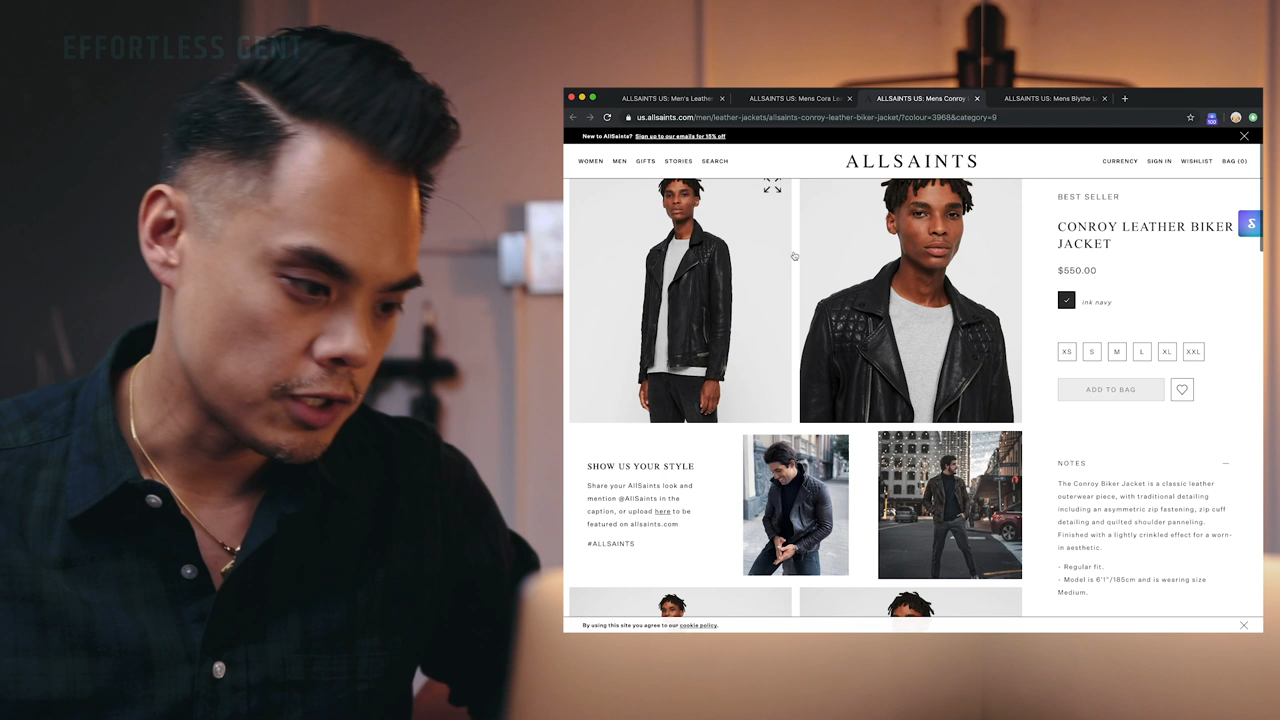 EFFORTLESS GENT
ALLSAINTS US: Men's Leather
ALLSAINTS US: Mens Cora Le
ALLSAINTS US: Mens Conroy
ALLSAINTS US: Mens Blythe L
us.allsaints.com/men/leather-jackets/allsaints-conroy-leather-biker-jacket/?colour=3968&category=9
100
New to AllSaints? Sign up to our emails for 15% off
WOMEN MEN GIFTS STORIES SEARCH
ALLSAINTS
CURRENCY SIGN IN WISHLIST BAG (0)
BEST SELLER
CONROY LEATHER BIKER
JACKET
$550.00
ink navy
XS S M L XL XXL
ADD TO BAG
SHOW US YOUR STYLE
Share your AllSaints look and
mention @AllSaints in the
caption, or upload here to be
featured on allsaints.com
#ALLSAINTS
NOTES
The Conroy Biker Jacket is a classic leather
outerwear piece, with traditional detailing
including an asymmetric zip fastening, zip cuff
detailing and quilted shoulder panneling.
Finished with a lightly crinkled effect for a worn-
in aesthetic.
- Regular fit.
- Model is 6'1"/185cm and is wearing size
Medium.
By using this site you agree to our cookie policy.